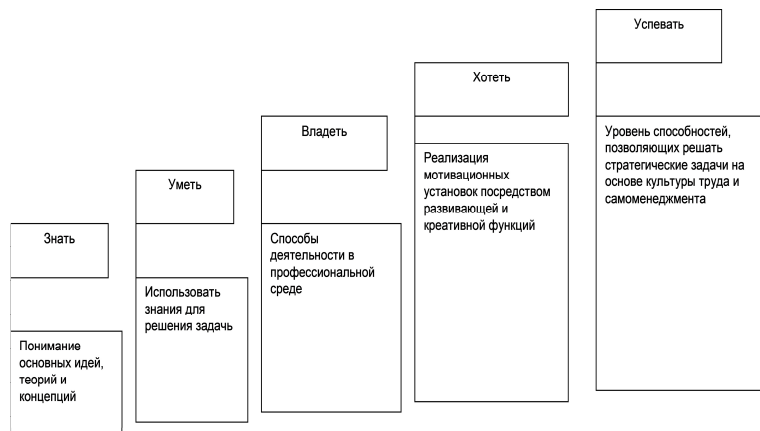 Знать
Понимание
основных идей,
теорий и
концепций
Уметь
Использовать
знания для
решения задачь
Владеть
Способы
деятельности в
профессиональной
среде
Хотеть
Реализация
мотивационных
установок посредством
развивающей и
креативной функций
Успевать
Уровень способностей,
позволяющих решать
стратегические задачи на
основе культуры труда и
самоменеджмента